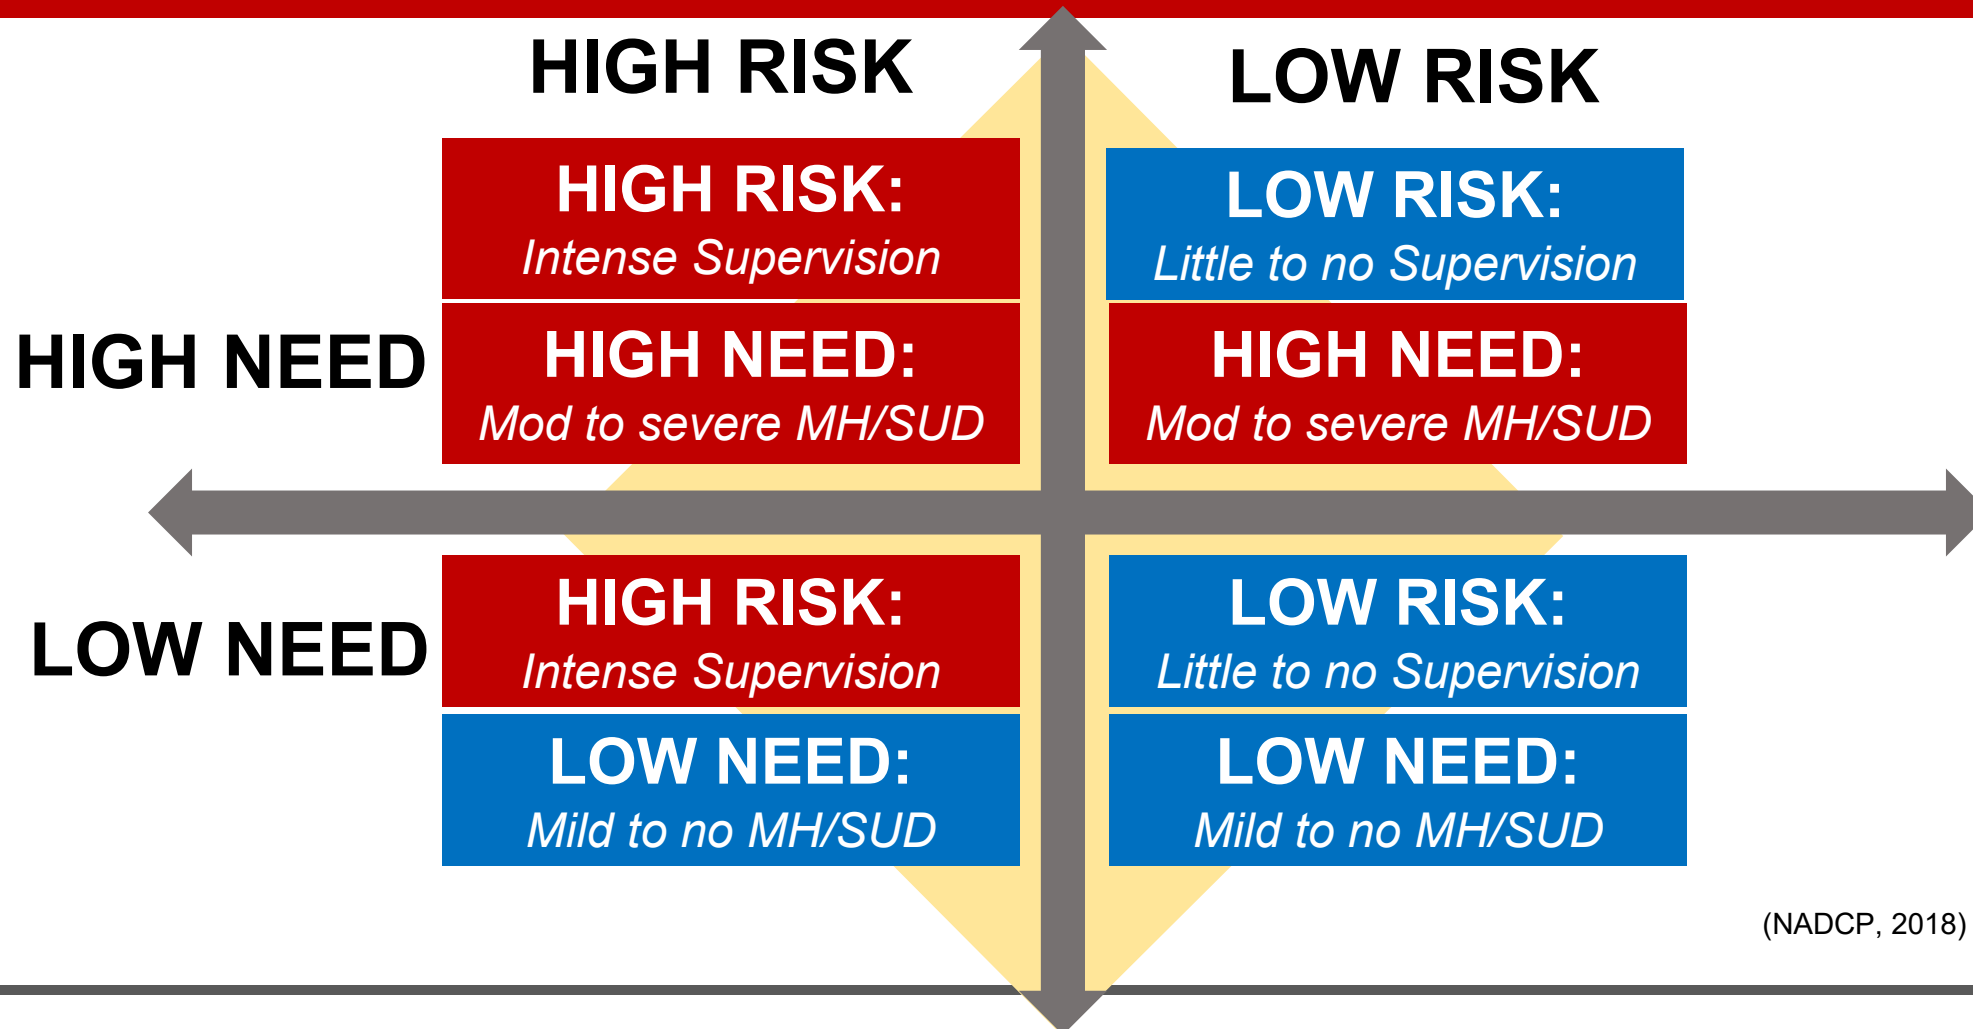 HIGH RISK
LOW RISK
HIGH NEED
HIGH RISK:
Intense Supervision
HIGH NEED:
Mod to severe MH/SUD
LOW RISK:
Little to no Supervision
HIGH NEED:
Mod to severe MH/SUD
LOW NEED
HIGH RISK:
Intense Supervision
LOW NEED:
Mild to no MH/SUD
LOW RISK:
Little to no Supervision
LOW NEED:
Mild to no MH/SUD
(NADCP, 2018)